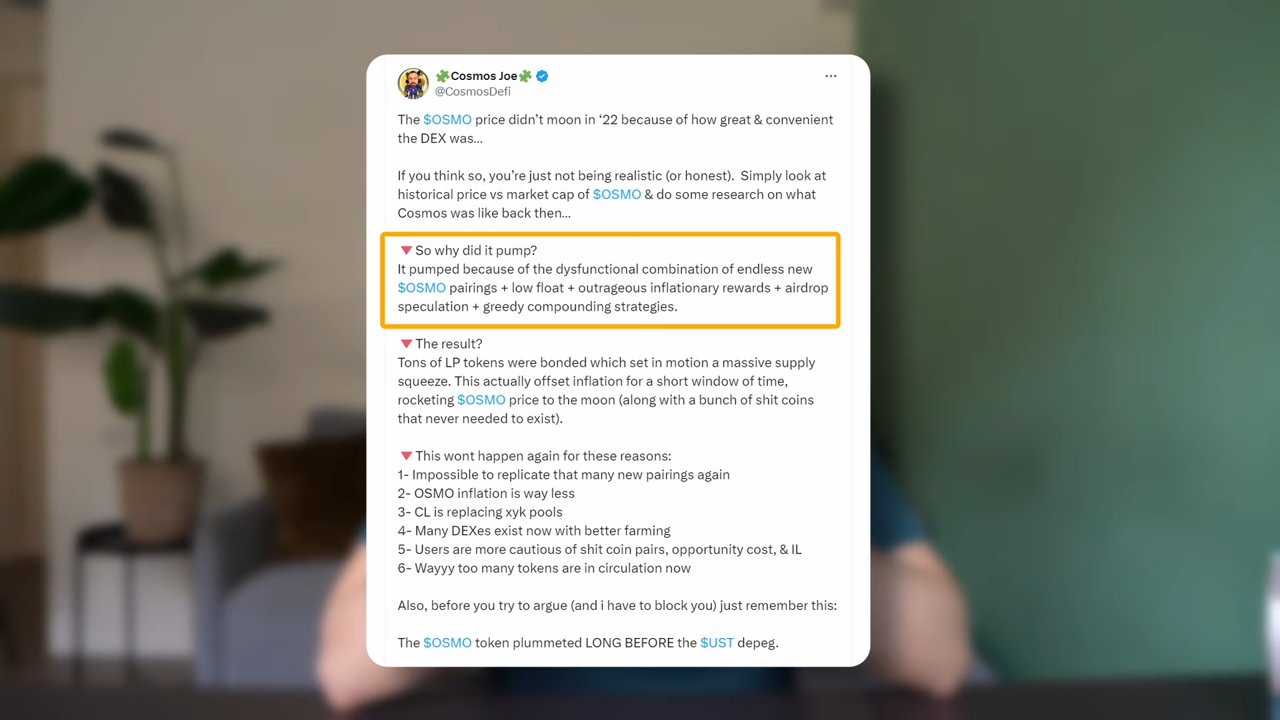 Cosmos Joe
@CosmosDefi
The $OSMO price didn't moon in ‘22 because of how great & convenient
the DEX was...
If you think so, you're just not being realistic (or honest).  Simply look at
historical price vs market cap of $OSMO & do some research on what
Cosmos was like back then...
🔻So why did it pump?
It pumped because of the dysfunctional combination of endless new
$OSMO pairings + low float + outrageous inflationary rewards + airdrop
speculation + greedy compounding strategies.
🔻The result?
Tons of LP tokens were bonded which set in motion a massive supply
squeeze. This actually offset inflation for a short window of time,
rocketing $OSMO price to the moon (along with a bunch of shit coins
that never needed to exist).
🔻This wont happen again for these reasons:
1- Impossible to replicate that many new pairings again
2- OSMO inflation is way less
3- CL is replacing xyk pools
4- Many DEXes exist now with better farming
5- Users are more cautious of shit coin pairs, opportunity cost, & IL
6- Wayyy too many tokens are in circulation now
Also, before you try to argue (and i have to block you) just remember this:
The $OSMO token plummeted LONG BEFORE the $UST depeg.